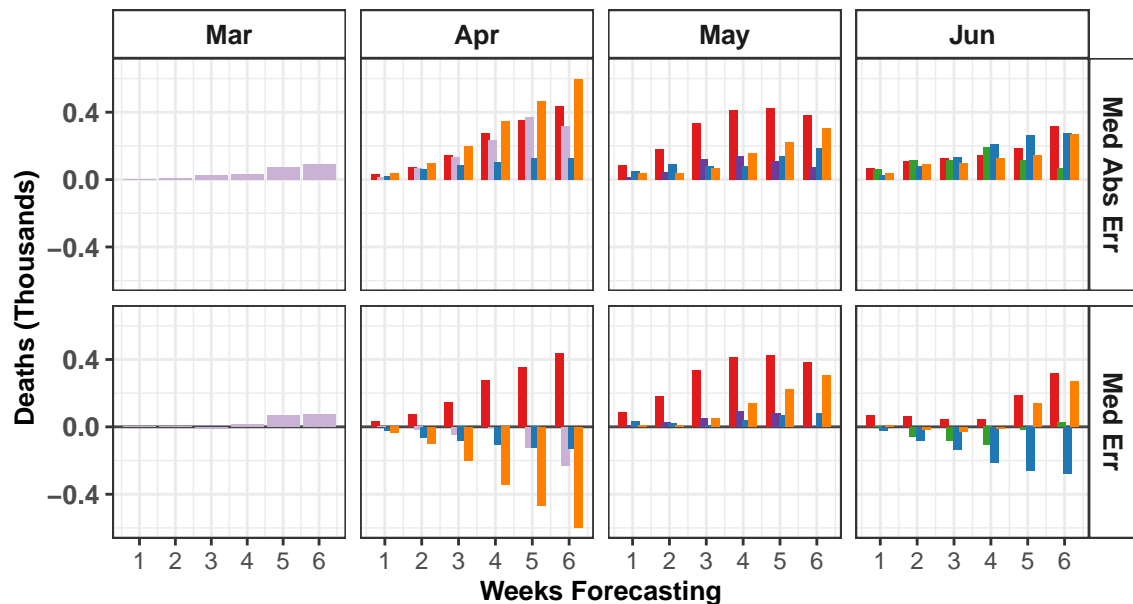 Mar Apr May Jun
0.4
0.0
−0.4
Med Abs Err
0.4
0.0
−0.4
Med Err
Deaths (Thousands)
1 2 3 4 5 6 1 2 3 4 5 6 1 2 3 4 5 6 1 2 3 4 5 6
Weeks Forecasting